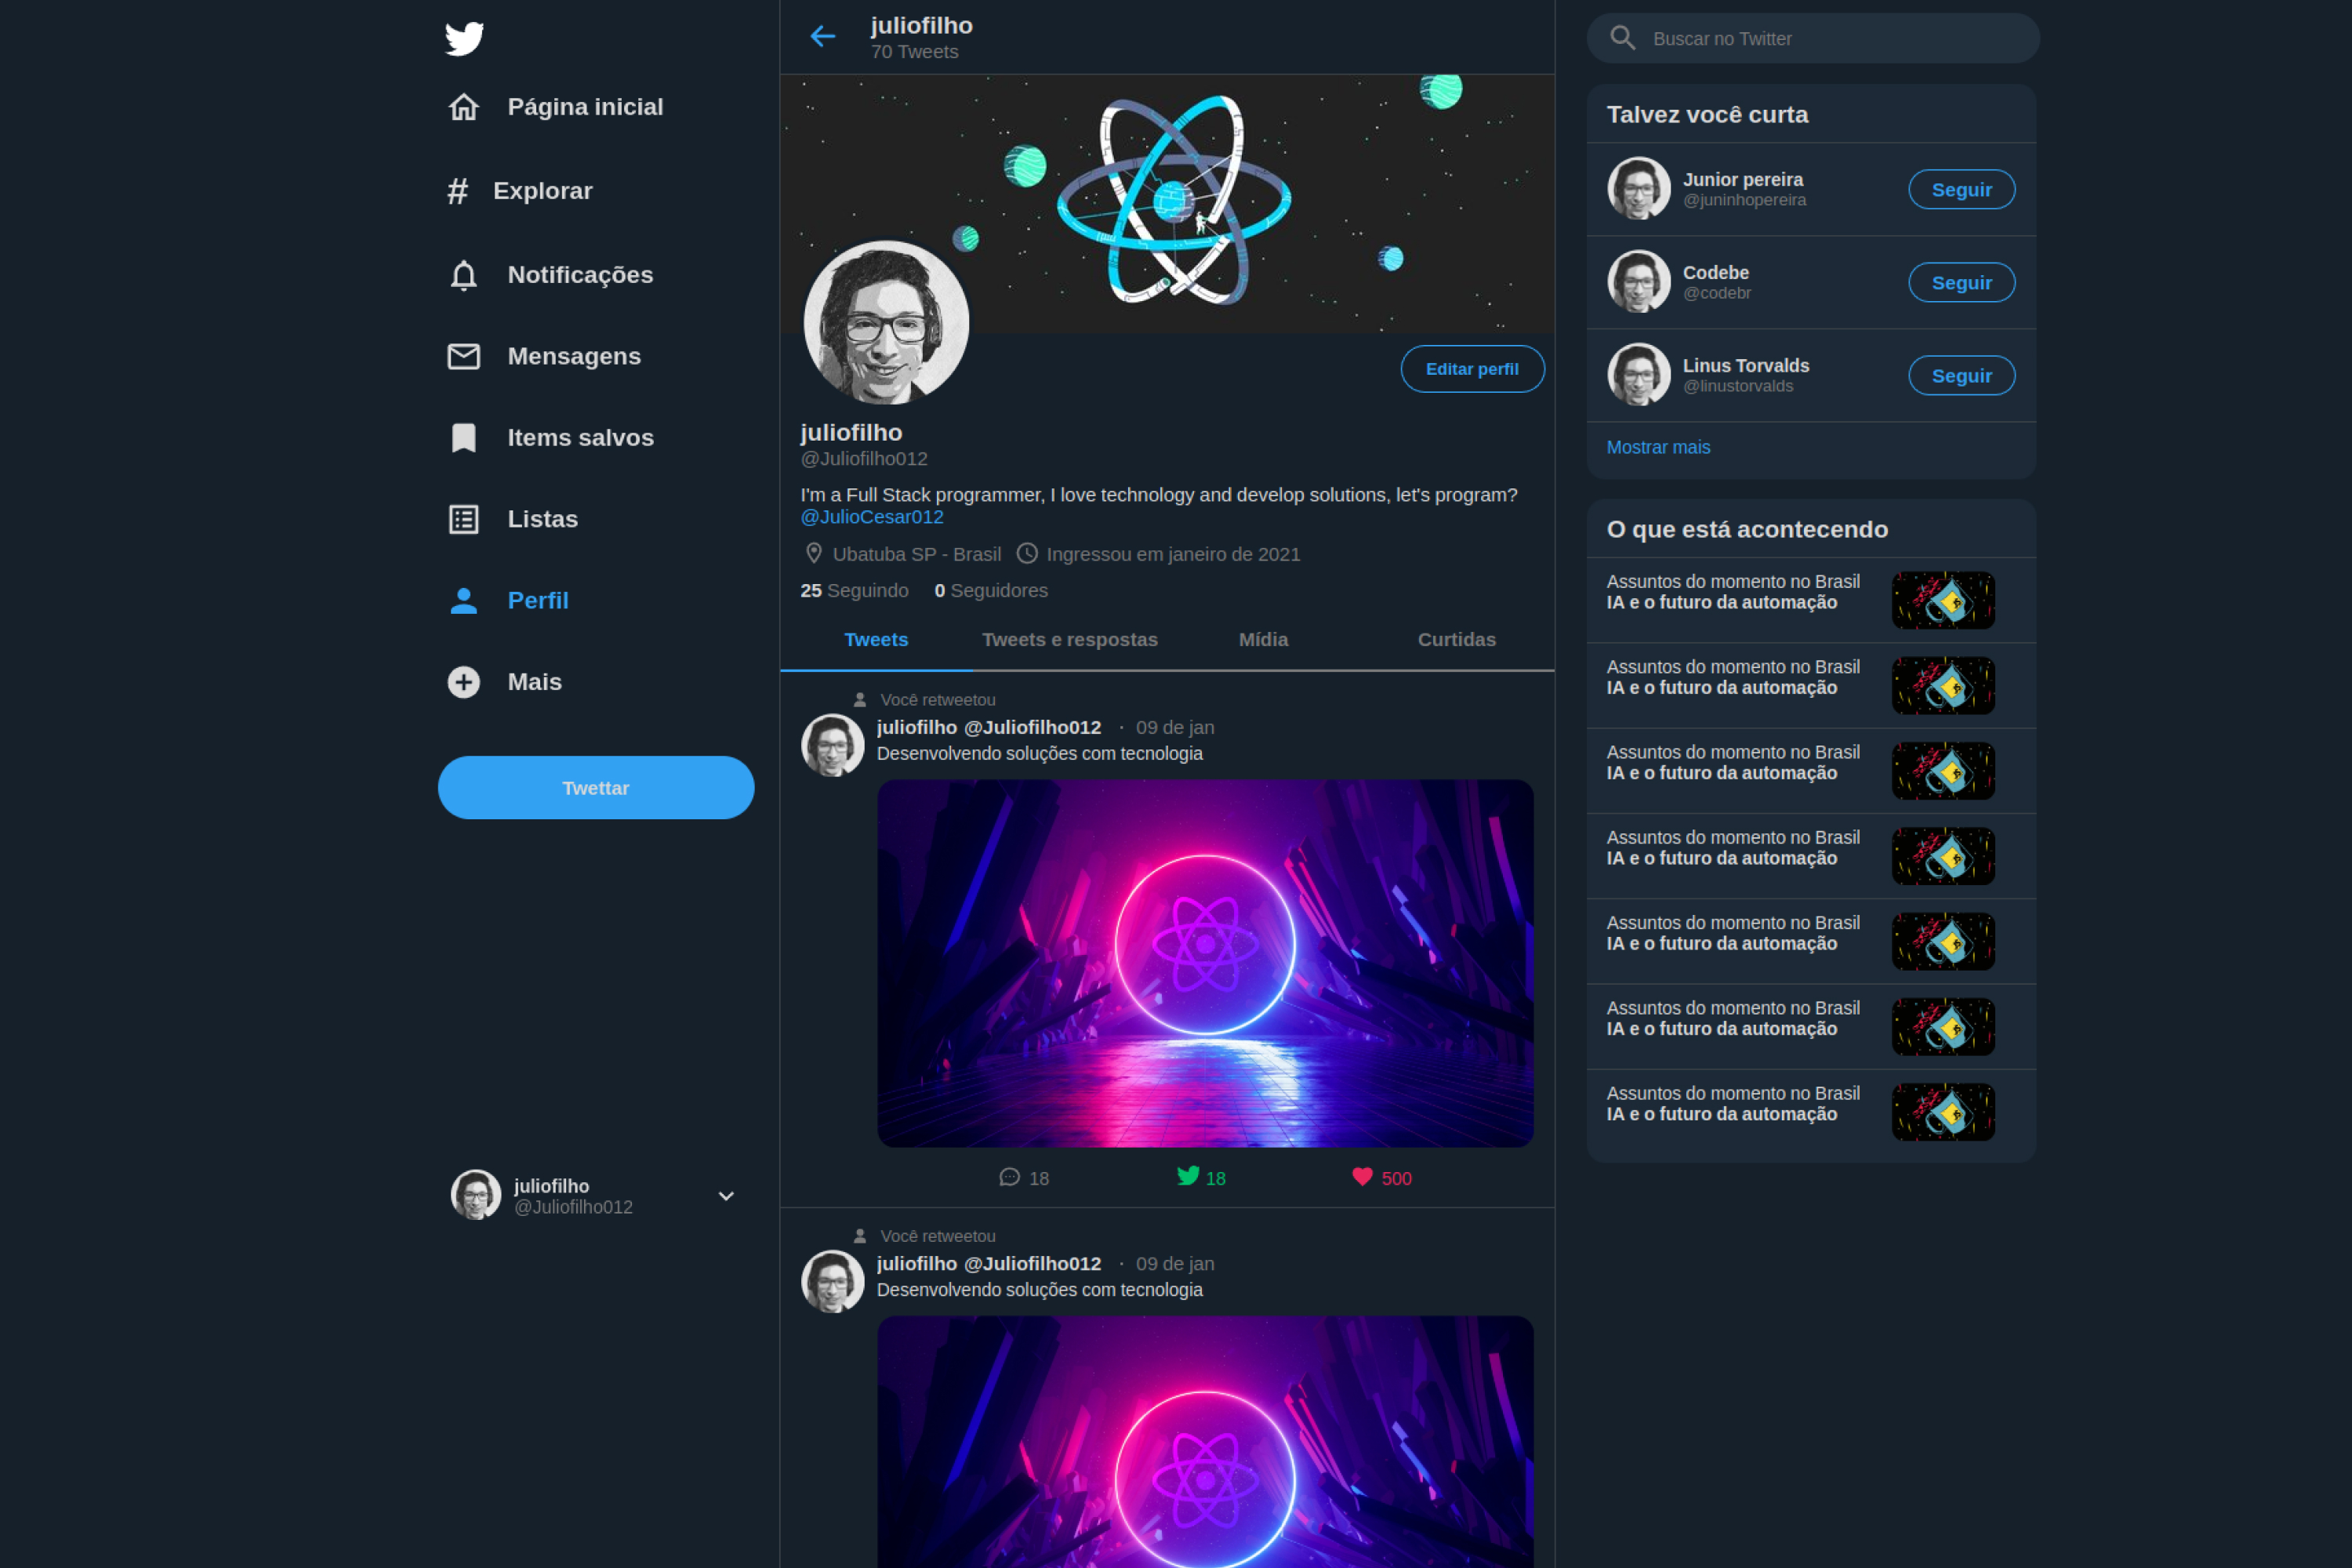 Página inicial
# Explorar
Notificações
Mensagens
Items salvos
Listas
Perfil
Mais
Twettar
juliofilho
@Juliofilho012
juliofilho
70 Tweets
Editar perfil
juliofilho
@Juliofilho012
I'm a Full Stack programmer, I love technology and develop solutions, let's program?
@JulioCesar012
Ubatuba SP - Brasil Ingressou em janeiro de 2021
25 Seguindo 0 Seguidores
Tweets Tweets e respostas Mídia Curtidas
Você retweetou
juliofilho @Juliofilho012 · 09 de jan
Desenvolvendo soluções com tecnologia
18 18 500
Você retweetou
juliofilho @Juliofilho012 · 09 de jan
Desenvolvendo soluções com tecnologia
Buscar no Twitter
Talvez você curta
Junior pereira
@juninhopereira
Seguir
Codebe
@codebr
Seguir
Linus Torvalds
@linustorvalds
Seguir
Mostrar mais
O que está acontecendo
Assuntos do momento no Brasil
IA e o futuro da automação
Assuntos do momento no Brasil
IA e o futuro da automação
Assuntos do momento no Brasil
IA e o futuro da automação
Assuntos do momento no Brasil
IA e o futuro da automação
Assuntos do momento no Brasil
IA e o futuro da automação
Assuntos do momento no Brasil
IA e o futuro da automação
Assuntos do momento no Brasil
IA e o futuro da automação